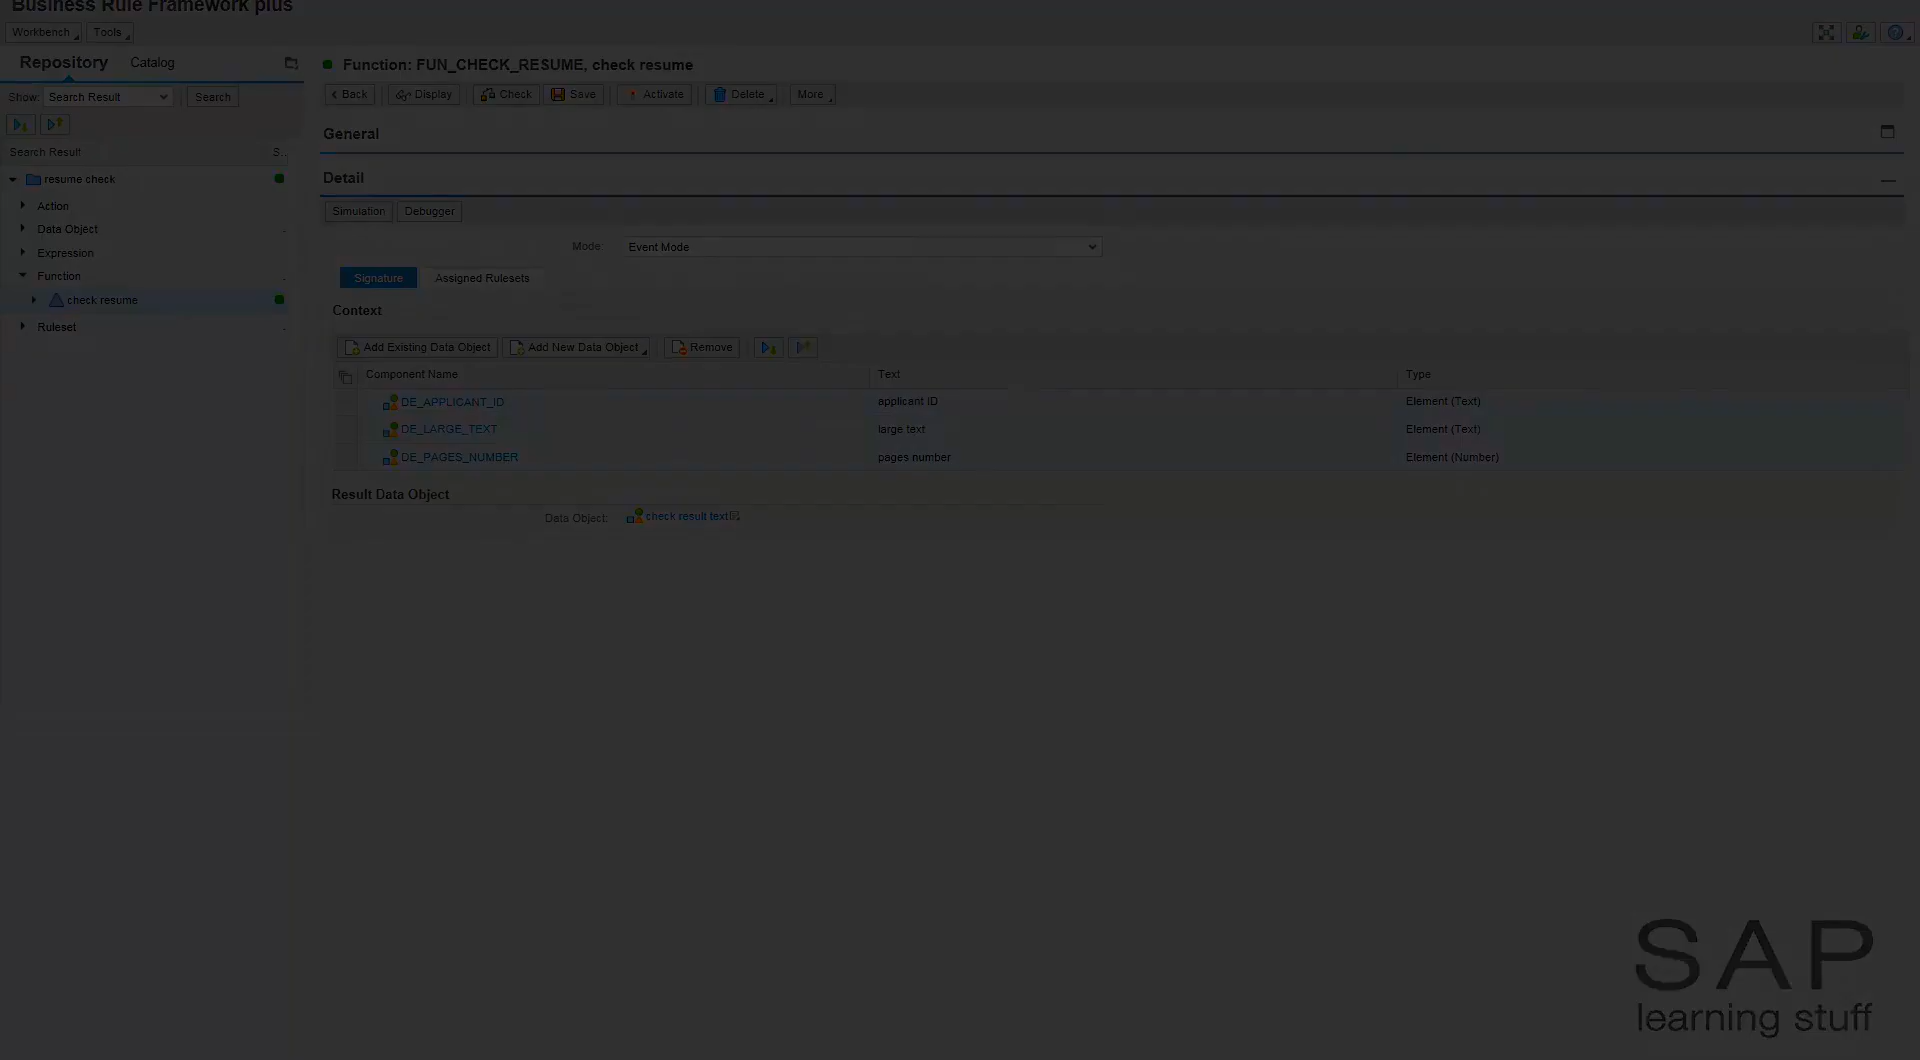 Business Rule Framework plus
Workbench Tools
Repository Catalog
Show: Search Result Search
Search Result S..
resume check
Action
Data Object
Expression
Function
check resume
Ruleset
Function: FUN_CHECK_RESUME, check resume
Back Display Check Save Activate Delete More
General
Detail
Simulation Debugger
Mode: Event Mode
Signature Assigned Rulesets
Context
Add Existing Data Object Add New Data Object Remove
Component Name Text Type
DE_APPLICANT_ID applicant ID Element (Text)
DE_LARGE_TEXT large text Element (Text)
DE_PAGES_NUMBER pages number Element (Number)
Result Data Object
Data Object: check result text
SAP
learning stuff